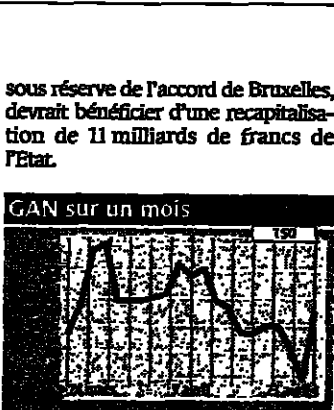 sous réserve de l'accord de Bruxelles,
devrait bénéficier d'une recapitalisa-
tion de 11 milliards de francs de
l'Etat.
GAN sur un mois
150